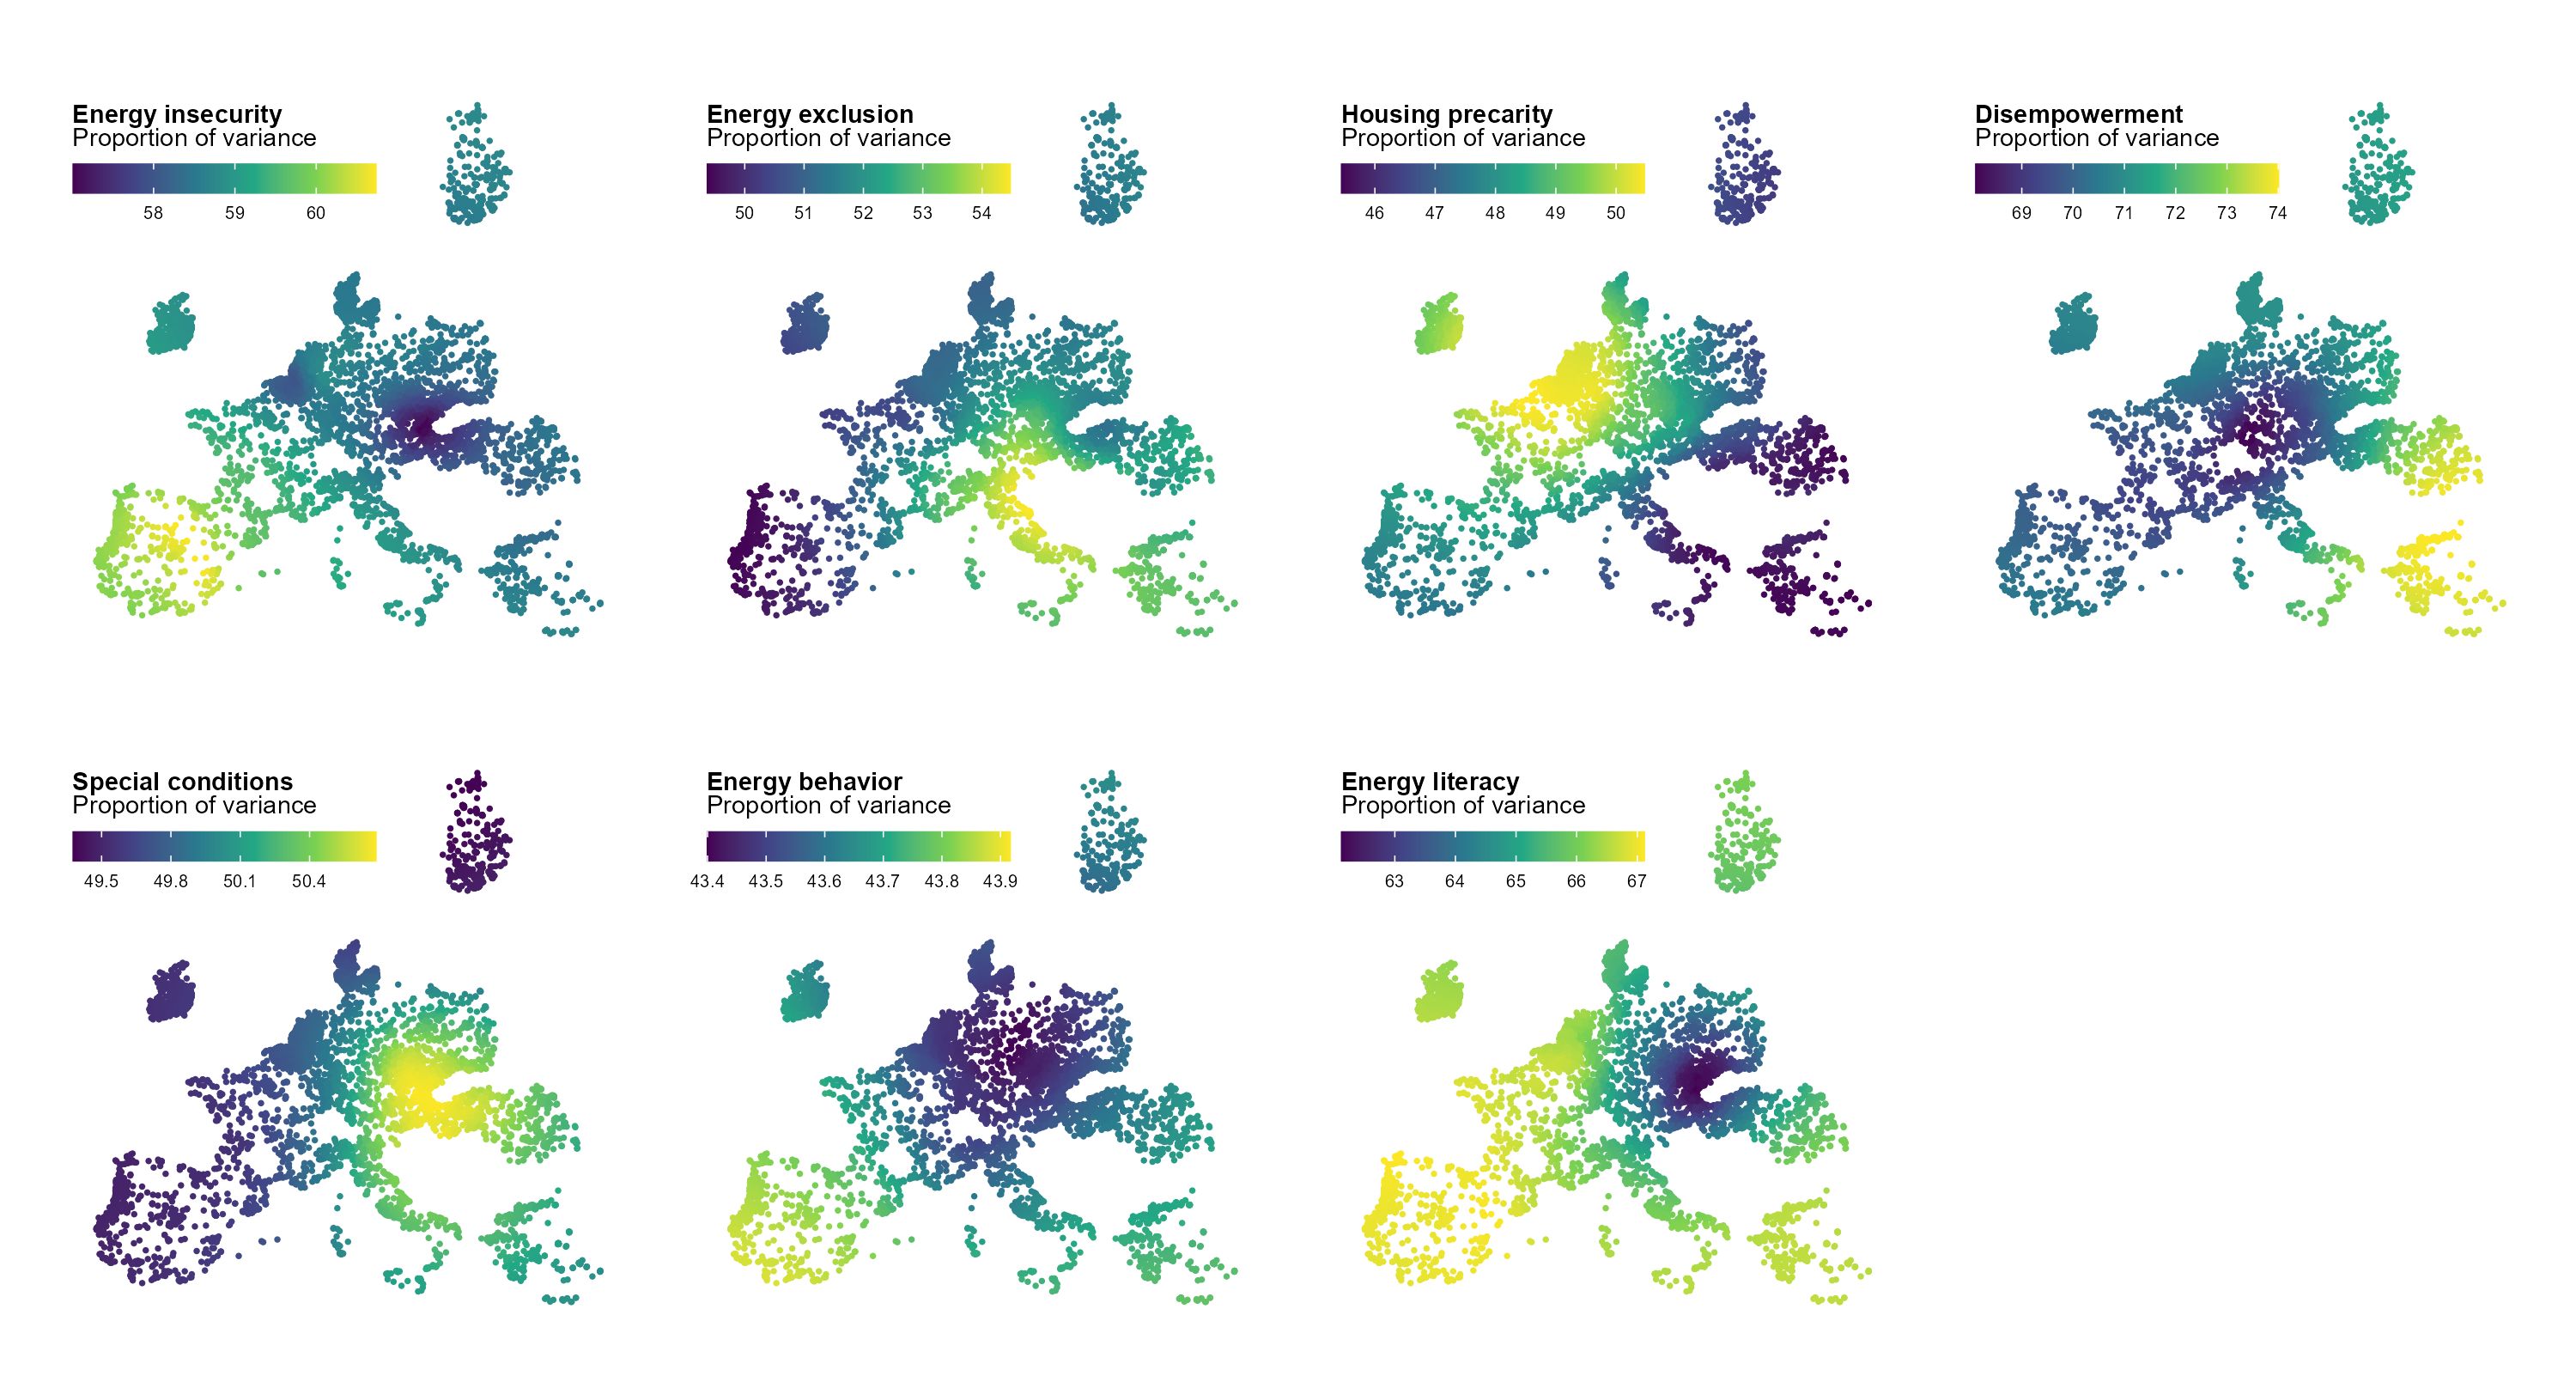 Energy insecurity
Proportion of variance
58 59 60
Energy exclusion
Proportion of variance
50 51 52 53 54
Housing precarity
Proportion of variance
46 47 48 49 50
Disempowerment
Proportion of variance
69 70 71 72 73 74
Special conditions
Proportion of variance
49.5 49.8 50.1 50.4
Energy behavior
Proportion of variance
43.4 43.5 43.6 43.7 43.8 43.9
Energy literacy
Proportion of variance
63 64 65 66 67